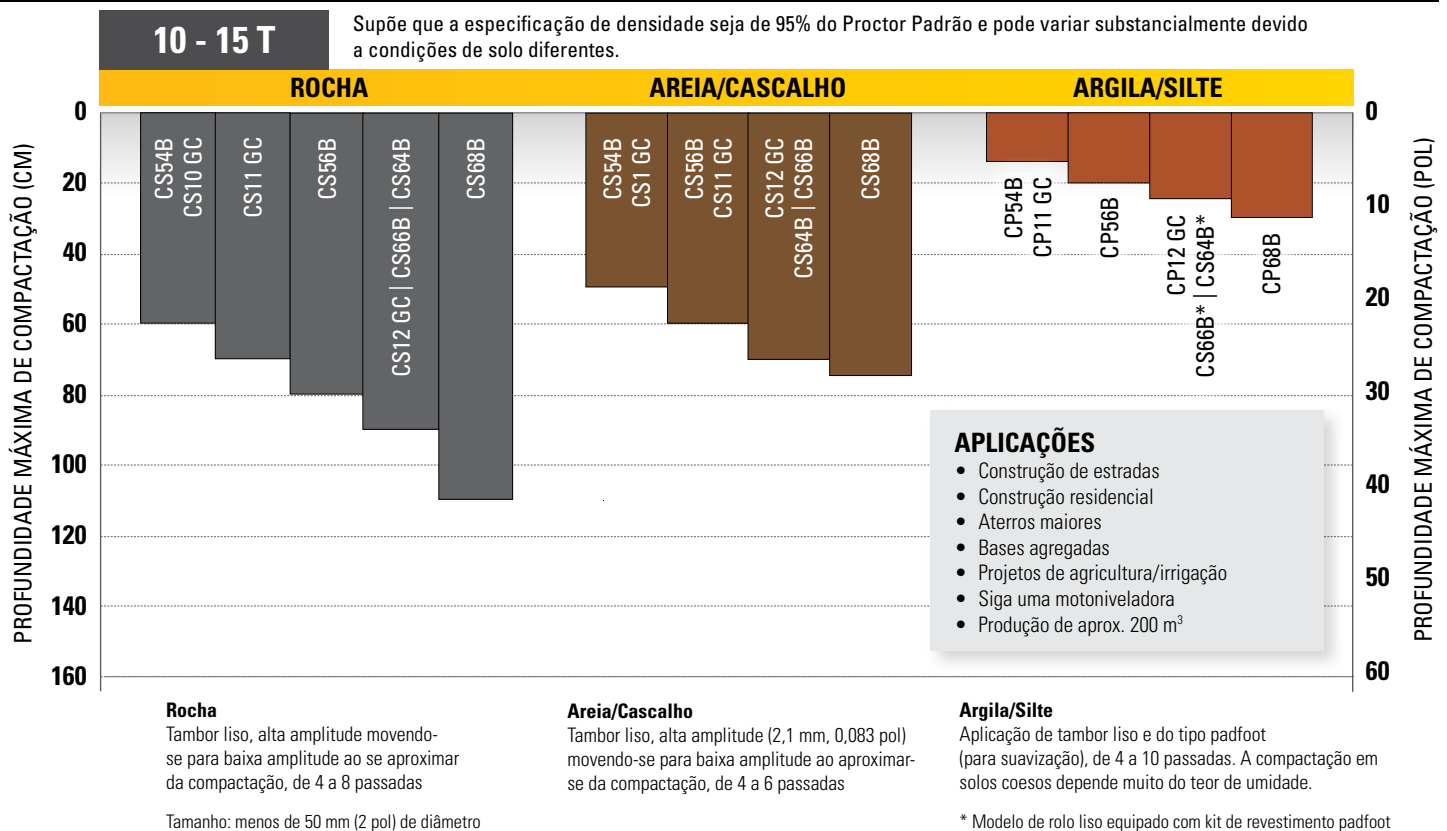 10 - 15 T
Supõe que a especificação de densidade seja de 95% do Proctor Padrão e pode variar substancialmente devido
a condições de solo diferentes.
ROCHA
AREIA/CASCALHO
ARGILA/SILTE
PROFUNDIDADE MÁXIMA DE COMPACTAÇÃO (CM)
0
20
40
60
80
100
120
140
160
CS54B
CS10 GC
CS11 GC
CS56B
CS12 GC | CS66B | CS64B
CS68B
CS54B
CS1 GC
CS56B
CS11 GC
CS12 GC
CS64B | CS66B
CS68B
CP54B
CP11 GC
CP56B
CP12 GC
CS66B* | CS64B*
CP68B
0
10
20
30
40
50
60
PROFUNDIDADE MÁXIMA DE COMPACTAÇÃO (POL)
APLICAÇÕES
• Construção de estradas
• Construção residencial
• Aterros maiores
• Bases agregadas
• Projetos de agricultura/irrigação
• Siga uma motoniveladora
• Produção de aprox. 200 m³
Rocha
Tambor liso, alta amplitude movendo-
se para baixa amplitude ao se aproximar
da compactação, de 4 a 8 passadas
Tamanho: menos de 50 mm (2 pol) de diâmetro
Areia/Cascalho
Tambor liso, alta amplitude (2,1 mm, 0,083 pol)
movendo-se para baixa amplitude ao aproximar-
se da compactação, de 4 a 6 passadas
Argila/Silte
Aplicação de tambor liso e do tipo padfoot
(para suavização), de 4 a 10 passadas. A compactação em
solos coesos depende muito do teor de umidade.
* Modelo de rolo liso equipado com kit de revestimento padfoot